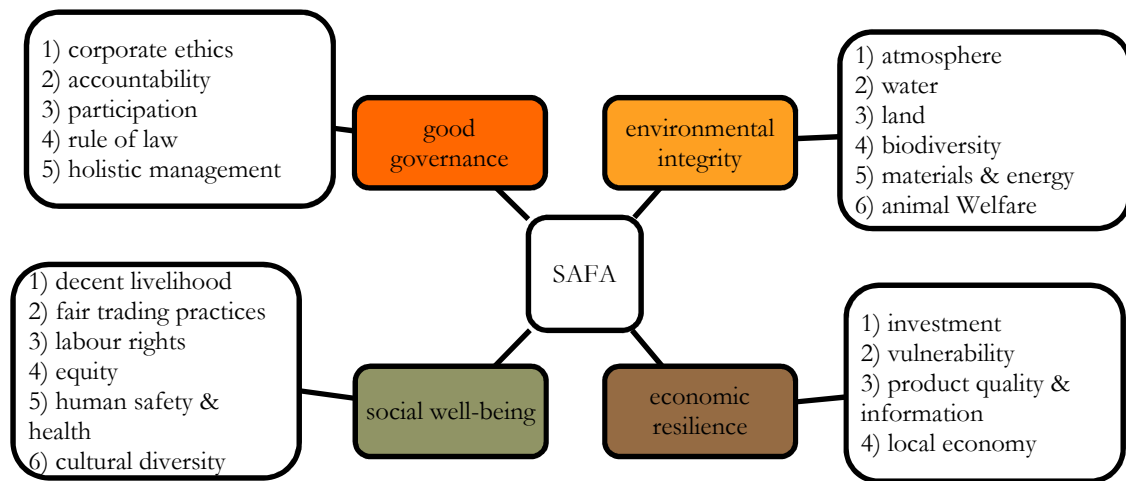 1) corporate ethics
2) accountability
3) participation
4) rule of law
5) holistic management
good
governance
environmental
integrity
1) atmosphere
2) water
3) land
4) biodiversity
5) materials & energy
6) animal Welfare
SAFA
1) decent livelihood
2) fair trading practices
3) labour rights
4) equity
5) human safety &
health
6) cultural diversity
social well-being
economic
resilience
1) investment
2) vulnerability
3) product quality &
information
4) local economy